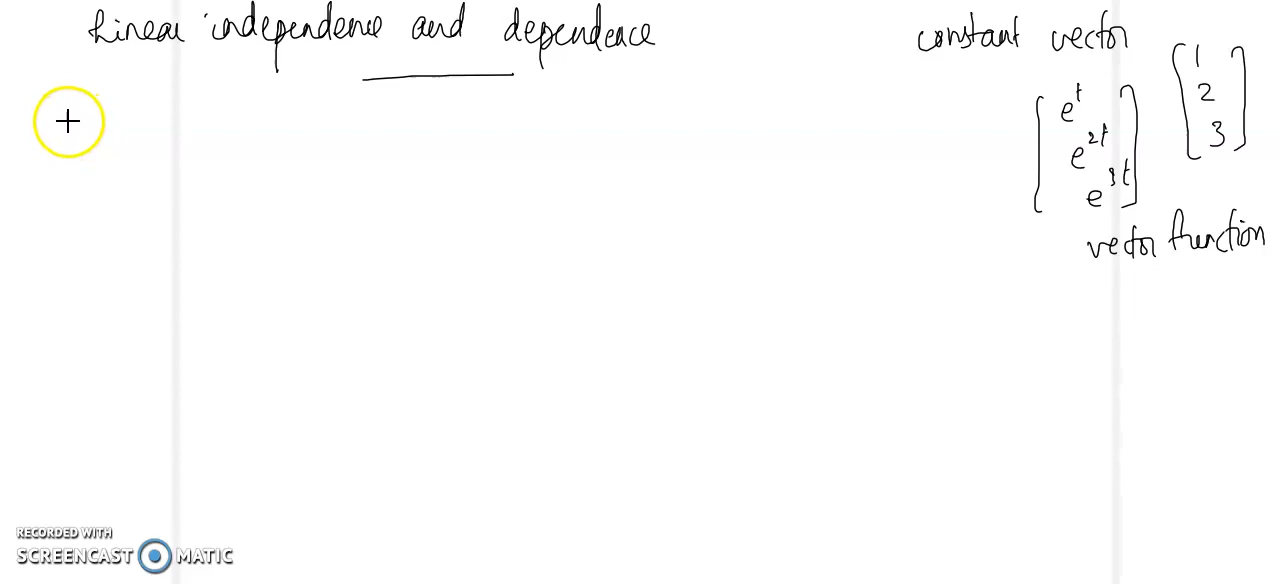 Linear independence and dependence
constant vector
[e^t
e^2t
e^3t]
[1
2
3]
vector function
RECORDED WITH
SCREENCAST MATIC